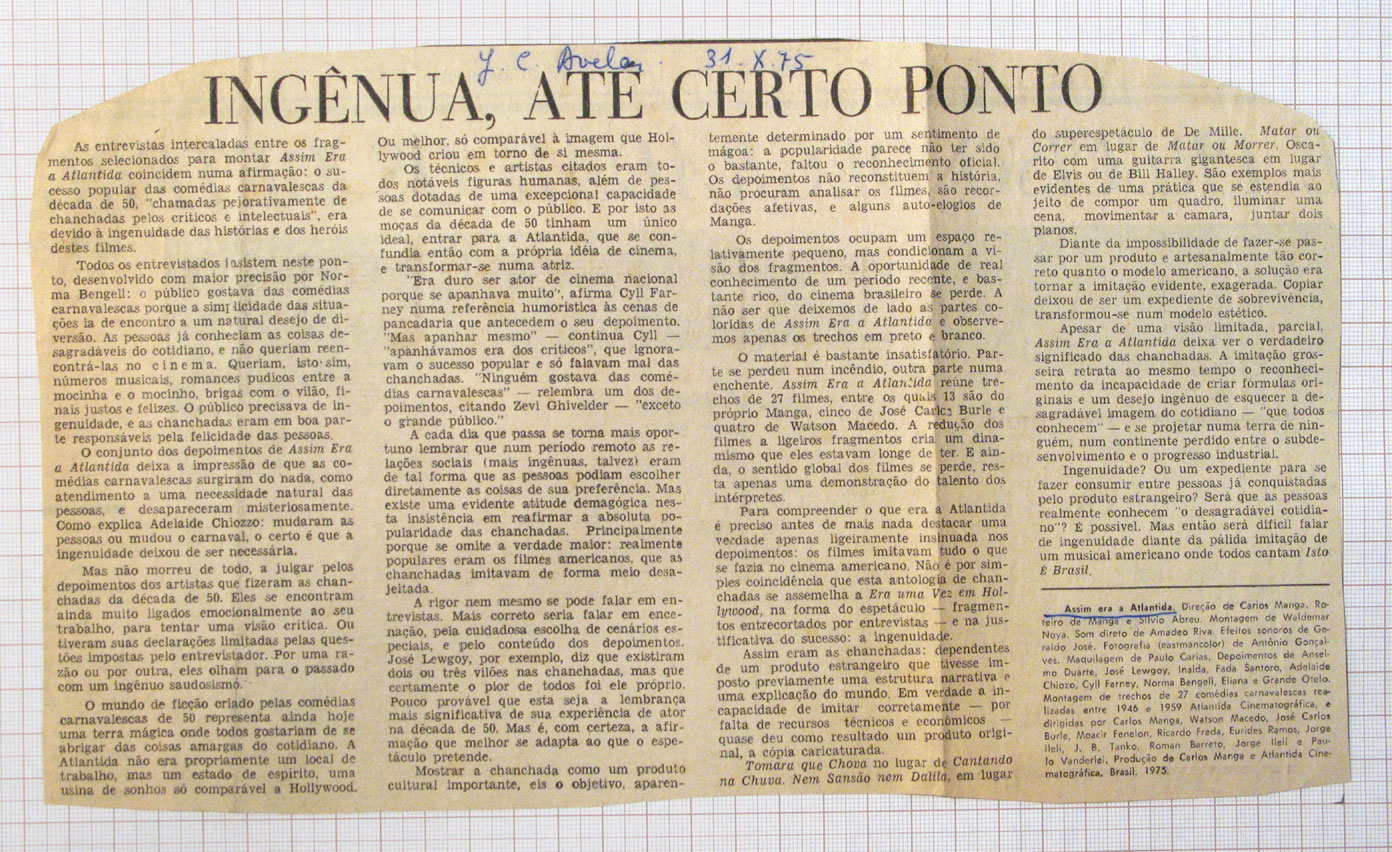 J. C. Avelar. 31.X.75
INGÊNUA, ATÉ CERTO PONTO
As entrevistas intercaladas entre os frag-
mentos selecionados para montar Assim Era
a Atlantida coincidem numa afirmação: o su-
cesso popular das comédias carnavalescas da
década de 50, "chamadas pejorativamente de
chanchadas pelos críticos e intelectuais", era
devido à ingenuidade das histórias e dos heróis
destes filmes.
Todos os entrevistados insistem neste pon-
to, desenvolvido com maior precisão por Nor-
ma Bengell: o público gostava das comédias
carnavalescas porque a simplicidade das situa-
ções ia de encontro a um natural desejo de di-
versão. As pessoas já conheciam as coisas de-
sagradáveis do cotidiano, e não queriam reen-
contrá-las no cinema. Queriam, isto sim,
números musicais, romances pudicos entre a
mocinha e o mocinho, brigas com o vilão, fi-
nais justos e felizes. O público precisava de in-
genuidade, e as chanchadas eram em boa par-
te responsáveis pela felicidade das pessoas.
O conjunto dos depoimentos de Assim Era
a Atlantida deixa a impressão de que as co-
médias carnavalescas surgiram do nada, como
atendimento a uma necessidade natural das
pessoas, e desapareceram misteriosamente.
Como explica Adelaide Chiozzo: mudaram as
pessoas ou mudou o carnaval, o certo é que a
ingenuidade deixou de ser necessária.
Mas não morreu de todo, a julgar pelos
depoimentos dos artistas que fizeram as chan-
chadas da década de 50. Eles se encontram
ainda muito ligados emocionalmente ao seu
trabalho, para tentar uma visão crítica. Ou
tiveram suas declarações limitadas pelas ques-
tões impostas pelo entrevistador. Por uma ra-
zão ou por outra, eles olham para o passado
com um ingênuo saudosismo.
O mundo de ficção criado pelas comédias
carnavalescas de 50 representa ainda hoje
uma terra mágica onde todos gostariam de se
abrigar das coisas amargas do cotidiano. A
Atlantida não era propriamente um local de
trabalho, mas um estado de espírito, uma
usina de sonhos só comparável a Hollywood.
Ou melhor, só comparável à imagem que Hol-
lywood criou em torno de si mesma.
Os técnicos e artistas citados eram to-
dos notáveis figuras humanas, além de pes-
soas dotadas de uma excepcional capacidade
de se comunicar com o público. E por isto as
moças da década de 50 tinham um único
ideal, entrar para a Atlantida, que se con-
fundia então com a própria idéia de cinema,
e transformar-se numa atriz.
"Era duro ser ator de cinema nacional
porque se apanhava muito", afirma Cyll Far-
ney numa referência humorística às cenas de
pancadaria que antecedem o seu depoimento.
"Mas apanhar mesmo" — continua Cyll —
"apanhávamos era dos críticos", que ignora-
vam o sucesso popular e só falavam mal das
chanchadas. "Ninguém gostava das comé-
dias carnavalescas" — relembra um dos de-
poimentos, citando Zevi Ghivelder — "exceto
o grande público."
A cada dia que passa se torna mais opor-
tuno lembrar que num período remoto as re-
lações sociais (mais ingênuas, talvez) eram
de tal forma que as pessoas podiam escolher
diretamente as coisas de sua preferência. Mas
existe uma evidente atitude demagógica nes-
ta insistência em reafirmar a absoluta po-
pularidade das chanchadas. Principalmente
porque se omite a verdade maior: realmente
populares eram os filmes americanos, que as
chanchadas imitavam de forma meio desa-
jeitada.
A rigor nem mesmo se pode falar em en-
trevistas. Mais correto seria falar em ence-
nação, pela cuidadosa escolha de cenários es-
peciais, e pelo conteúdo dos depoimentos.
José Lewgoy, por exemplo, diz que existiram
dois ou três vilões nas chanchadas, mas que
certamente o pior de todos foi ele próprio.
Pouco provável que esta seja a lembrança
mais significativa de sua experiência de ator
na década de 50. Mas é, com certeza, a afir-
mação que melhor se adapta ao que o espe-
táculo pretende.
Mostrar a chanchada como um produto
cultural importante, eis o objetivo, aparen-
temente determinado por um sentimento de
mágoa: a popularidade parece não ter sido
o bastante, faltou o reconhecimento oficial.
Os depoimentos não reconstituem a história,
não procuram analisar os filmes, são recor-
dações afetivas, e alguns auto-elogios de
Manga.
Os depoimentos ocupam um espaço re-
lativamente pequeno, mas condicionam a vi-
são dos fragmentos. A oportunidade de real
conhecimento de um período recente, e bas-
tante rico, do cinema brasileiro se perde. A
não ser que deixemos de lado as partes co-
loridas de Assim Era a Atlantida e observe-
mos apenas os trechos em preto e branco.
O material é bastante insatisfatório. Par-
te se perdeu num incêndio, outra parte numa
enchente. Assim Era a Atlantida reúne tre-
chos de 27 filmes, entre os quais 13 são do
próprio Manga, cinco de José Carlos Burle e
quatro de Watson Macedo. A redução dos
filmes a ligeiros fragmentos cria um dina-
mismo que eles estavam longe de ter. E ain-
da, o sentido global dos filmes se perde, res-
ta apenas uma demonstração do talento dos
intérpretes.
Para compreender o que era a Atlantida
é preciso antes de mais nada destacar uma
verdade apenas ligeiramente insinuada nos
depoimentos: os filmes imitavam tudo o que
se fazia no cinema americano. Não é por sim-
ples coincidência que esta antologia de chan-
chadas se assemelha a Era uma Vez em Hol-
lywood, na forma do espetáculo — fragmen-
tos entrecortados por entrevistas — e na jus-
tificativa do sucesso: a ingenuidade.
Assim eram as chanchadas: dependentes
de um produto estrangeiro que tivesse im-
posto previamente uma estrutura narrativa e
uma explicação do mundo. Em verdade a in-
capacidade de imitar corretamente — por
falta de recursos técnicos e econômicos —
quase deu como resultado um produto origi-
nal, a cópia caricaturada.
Tomara que Chova no lugar de Cantando
na Chuva. Nem Sansão nem Dalila, em lugar
do superespetáculo de De Mille. Matar ou
Correr em lugar de Matar ou Morrer. Osca-
rito com uma guitarra gigantesca em lugar
de Elvis ou de Bill Halley. São exemplos mais
evidentes de uma prática que se estendia ao
jeito de compor um quadro, iluminar uma
cena, movimentar a camara, juntar dois
planos.
Diante da impossibilidade de fazer-se pas-
sar por um produto e artesanalmente tão cor-
reto quanto o modelo americano, a solução era
tornar a imitação evidente, exagerada. Copiar
deixou de ser um expediente de sobrevivência,
transformou-se num modelo estético.
Apesar de uma visão limitada, parcial,
Assim Era a Atlantida deixa ver o verdadeiro
significado das chanchadas. A imitação gros-
seira retrata ao mesmo tempo o reconheci-
mento da incapacidade de criar fórmulas ori-
ginais e um desejo ingênuo de esquecer a de-
sagradável imagem do cotidiano — "que todos
conhecem" — e se projetar numa terra de nin-
guém, num continente perdido entre o subde-
senvolvimento e o progresso industrial.
Ingenuidade? Ou um expediente para se
fazer consumir entre pessoas já conquistadas
pelo produto estrangeiro? Será que as pessoas
realmente conhecem "o desagradável cotidia-
no"? É possível. Mas então será difícil falar
de ingenuidade diante da pálida imitação de
um musical americano onde todos cantam Isto
É Brasil.
Assim era a Atlantida. Direção de Carlos Manga. Ro-
teiro de Manga e Silvio Abreu. Montagem de Waldemar
Noya. Som direto de Amadeo Riva. Efeitos sonoros de Ge-
raldo José. Fotografia (eastmancolor) de Antônio Gonçal-
ves. Maquilagem de Paulo Carias. Depoimentos de Ansel-
mo Duarte, José Lewgoy, Inalda, Fada Santoro, Adelaide
Chiozo, Cyll Farney, Norma Bengell, Eliana e Grande Otelo.
Montagem de trechos de 27 comédias carnavalescas rea-
lizadas entre 1946 e 1959 Atlantida Cinematográfica, e
dirigidas por Carlos Manga, Watson Macedo, José Carlos
Burle, Moacir Fenelon, Ricardo Freda, Eurides Ramos, Jorge
Ileli, J. B. Tanko, Roman Barreto, Jorge Ileli e Pau-
lo Vanderlei, Produção de Carlos Manga e Atlantida Cine-
matográfica, Brasil, 1975.